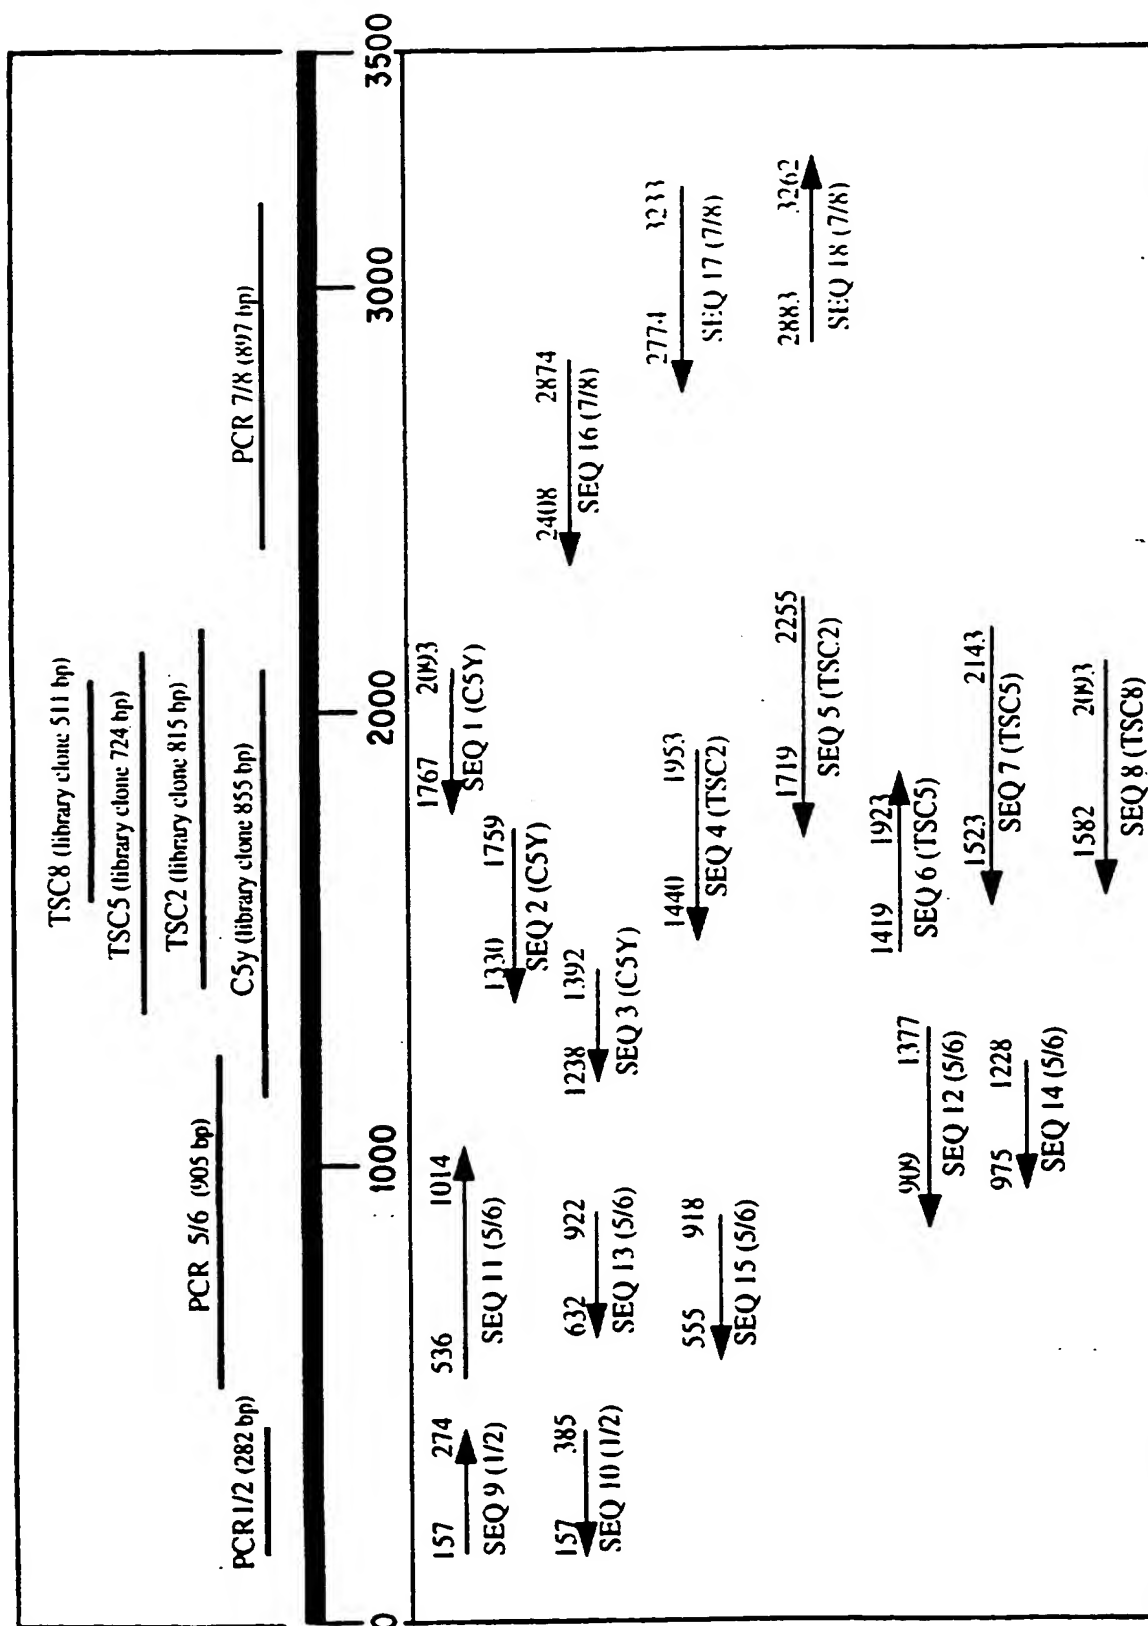 TSC8 (library clone 511 bp)
TSC5 (library clone 724 bp)
TSC2 (library clone 815 bp)
C5y (library clone 855 bp)
PCR 5/6 (905 bp)
PCR 7/8 (897 bp)
PCR1/2 (282 bp)
0
1000
2000
3000
3500
157 274
SEQ 9 (1/2)
536 1014
SEQ 11 (5/6)
1767 2093
SEQ 1 (C5Y)
1330 1759
SEQ 2 (C5Y)
157 385
SEQ 10 (1/2)
632 922
SEQ 13 (5/6)
1238 1392
SEQ 3 (C5Y)
2408 2874
SEQ 16 (7/8)
555 918
SEQ 15 (5/6)
1440 1953
SEQ 4 (TSC2)
2774 3233
SEQ 17 (7/8)
1719 2255
SEQ 5 (TSC2)
2883 3262
SEQ 18 (7/8)
1419 1923
SEQ 6 (TSC5)
909 1377
SEQ 12 (5/6)
1523 2143
SEQ 7 (TSC5)
975 1228
SEQ 14 (5/6)
1582 2093
SEQ 8 (TSC8)